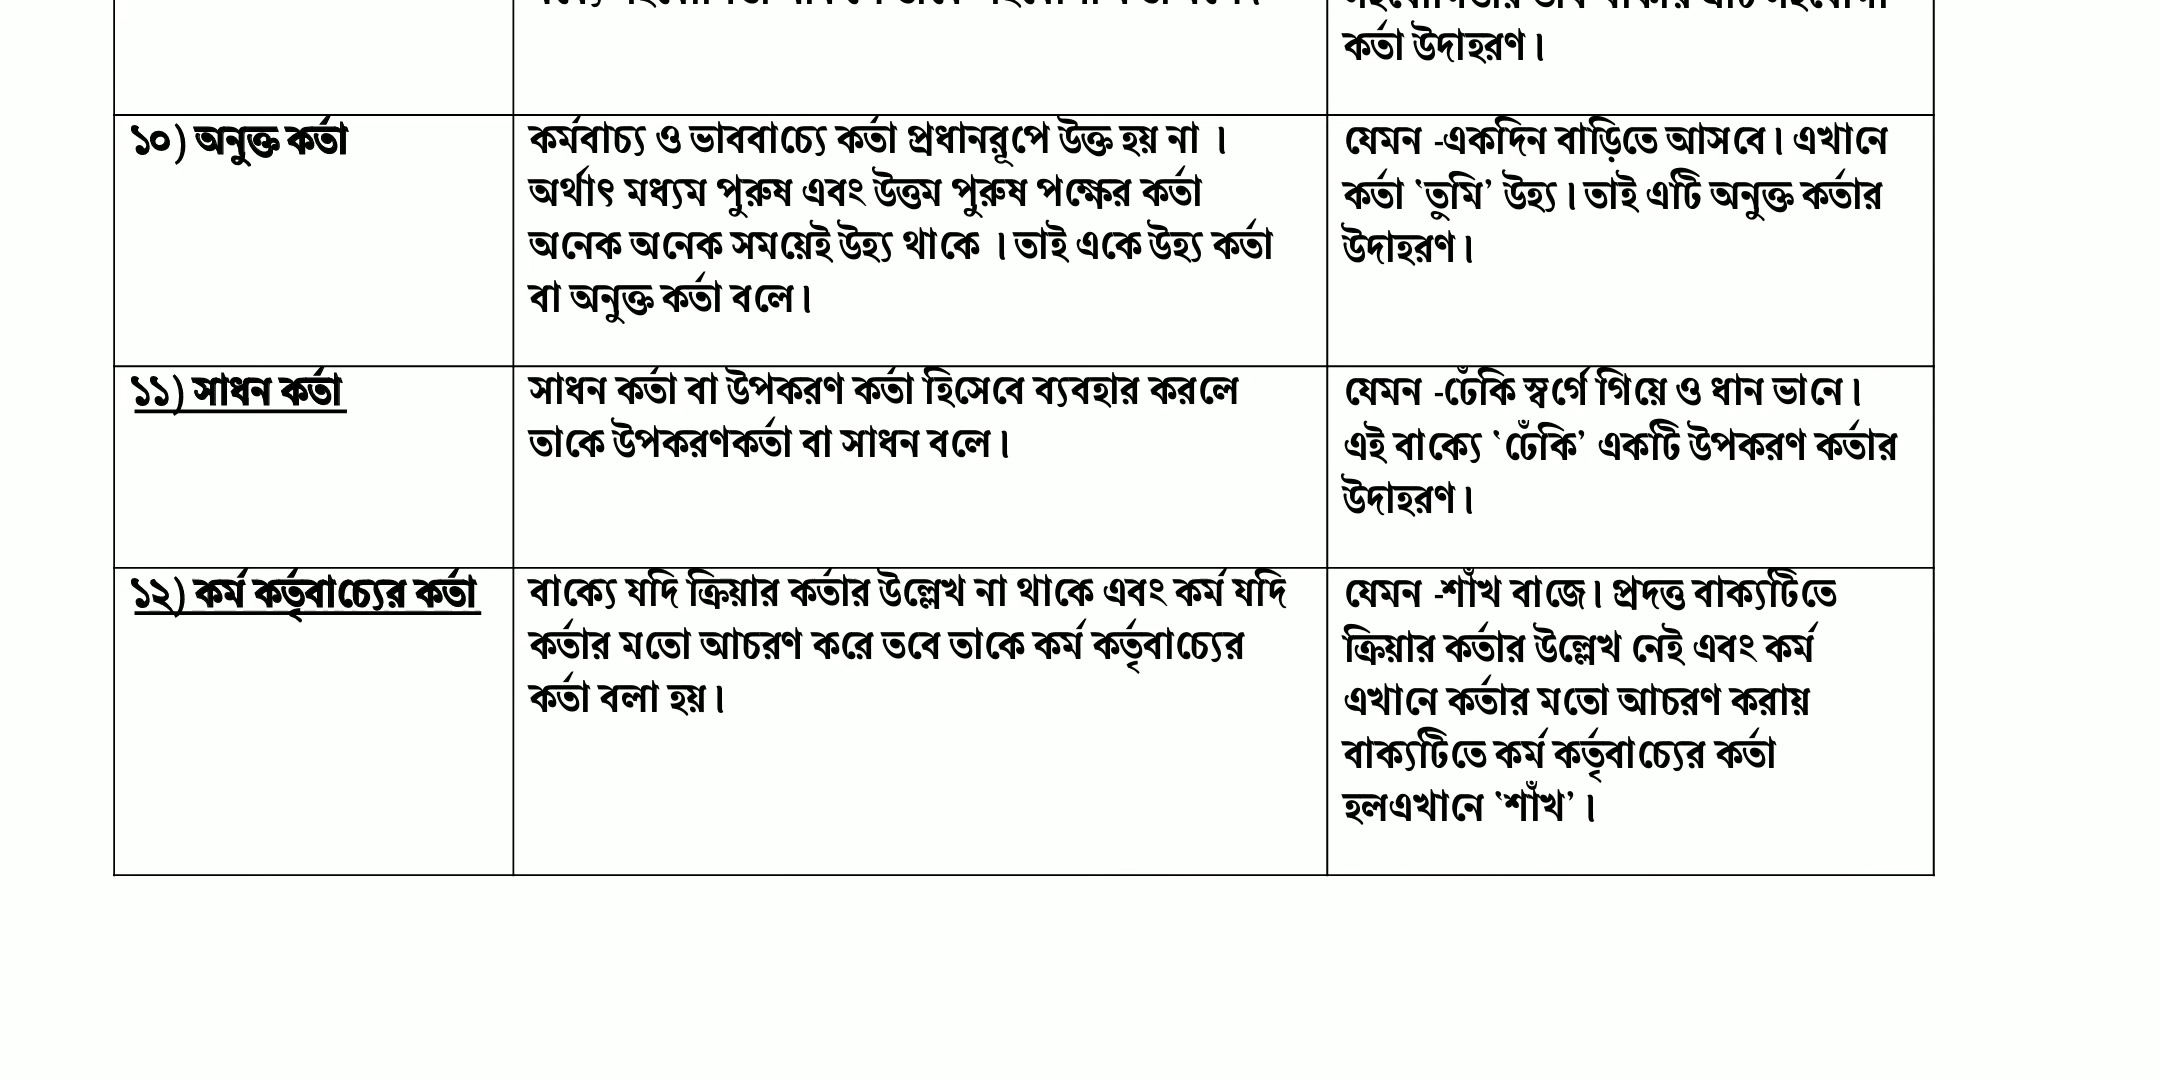 কর্তা উদাহরণ।
১০) অনুক্ত কর্তা
কর্মবাচ্য ও ভাববাচ্যে কর্তা প্রধানরূপে উক্ত হয় না ।
অর্থাৎ মধ্যম পুরুষ এবং উত্তম পুরুষ পক্ষের কর্তা
অনেক অনেক সময়েই উহ্য থাকে । তাই একে উহ্য কর্তা
বা অনুক্ত কর্তা বলে।
যেমন -একদিন বাড়িতে আসবে। এখানে
কর্তা ‘তুমি’ উহ্য। তাই এটি অনুক্ত কর্তার
উদাহরণ।
১১) সাধন কর্তা
সাধন কর্তা বা উপকরণ কর্তা হিসেবে ব্যবহার করলে
তাকে উপকরণকর্তা বা সাধন বলে।
যেমন -ঢেঁকি স্বর্গে গিয়ে ও ধান ভানে।
এই বাক্যে ‘ঢেঁকি’ একটি উপকরণ কর্তার
উদাহরণ।
১২) কর্ম কর্তৃবাচ্যের কর্তা
বাক্যে যদি ক্রিয়ার কর্তার উল্লেখ না থাকে এবং কর্ম যদি
কর্তার মতো আচরণ করে তবে তাকে কর্ম কর্তৃবাচ্যের
কর্তা বলা হয়।
যেমন -শাঁখ বাজে। প্রদত্ত বাক্যটিতে
ক্রিয়ার কর্তার উল্লেখ নেই এবং কর্ম
এখানে কর্তার মতো আচরণ করায়
বাক্যটিতে কর্ম কর্তৃবাচ্যের কর্তা
হলএখানে ‘শাঁখ’।